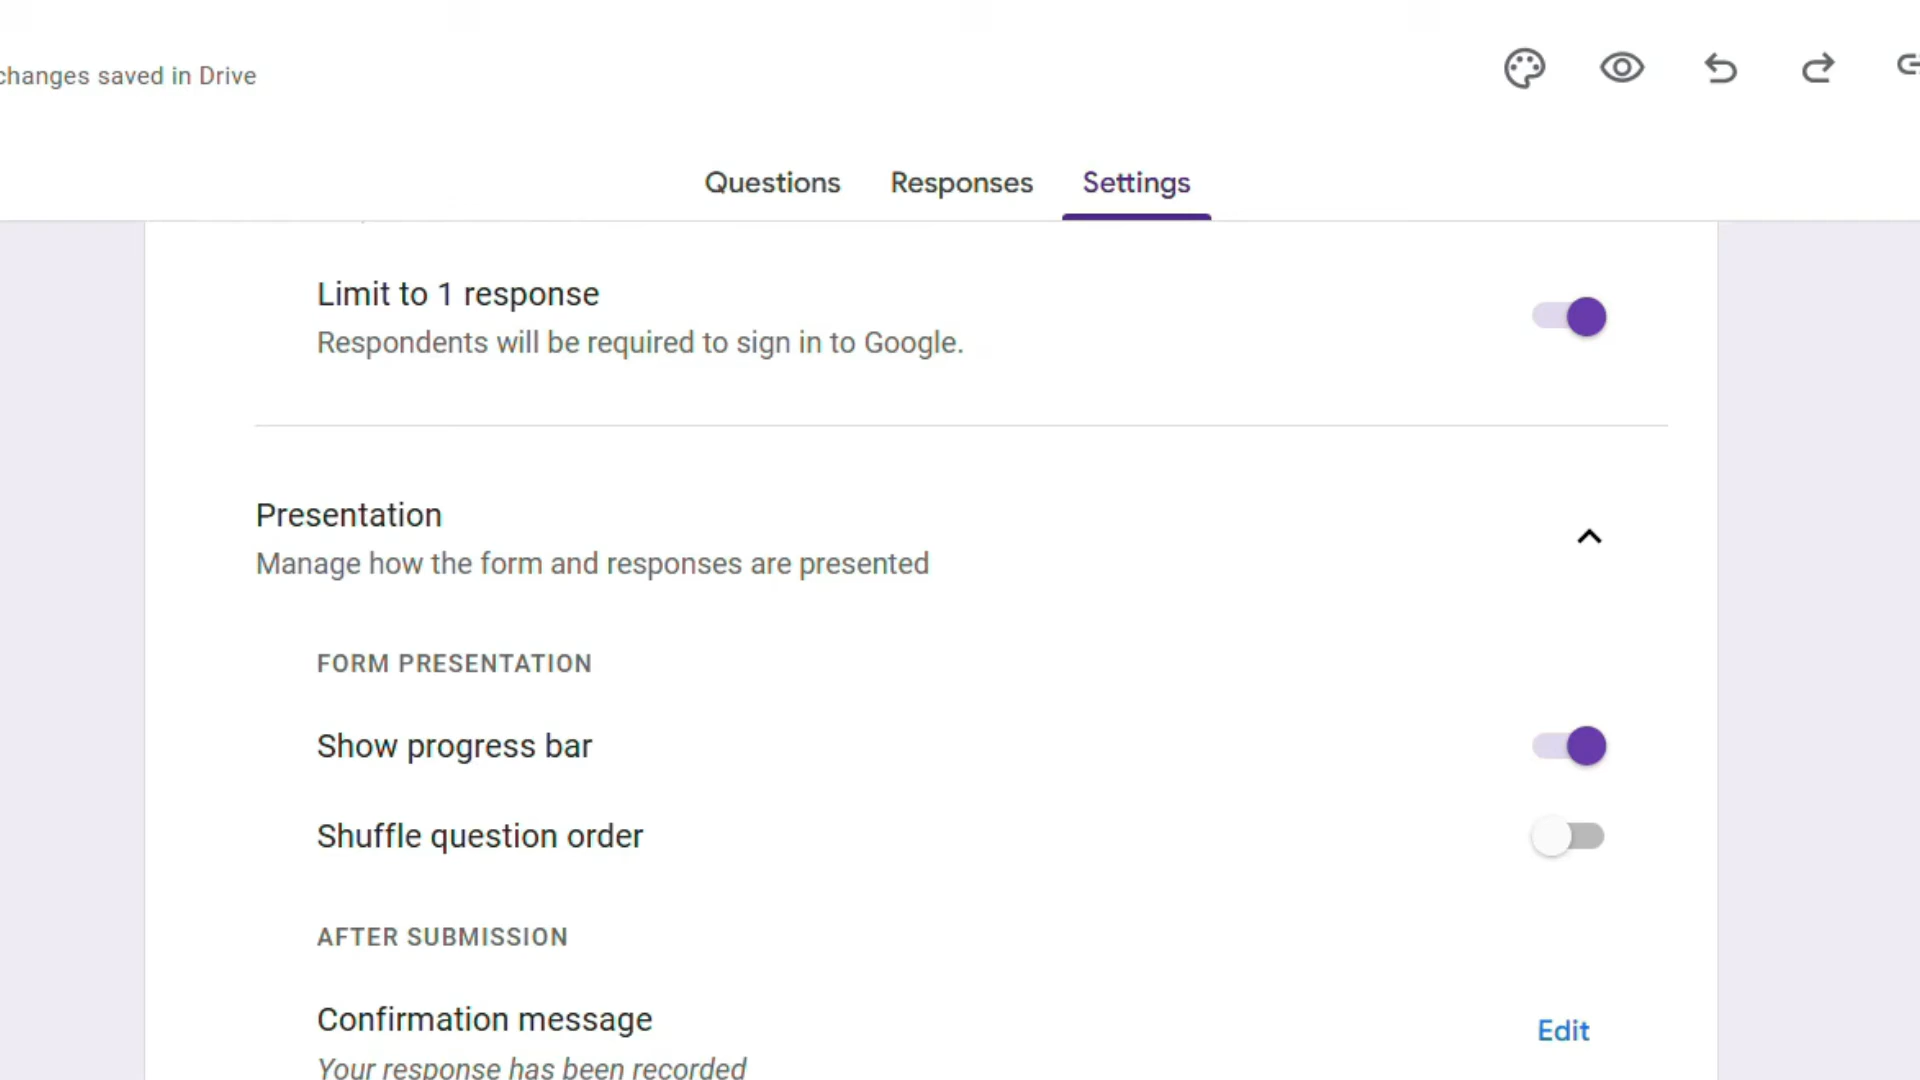 changes saved in Drive
Questions Responses Settings
Limit to 1 response
Respondents will be required to sign in to Google.
Presentation
Manage how the form and responses are presented
FORM PRESENTATION
Show progress bar
Shuffle question order
AFTER SUBMISSION
Confirmation message
Edit
Your response has been recorded